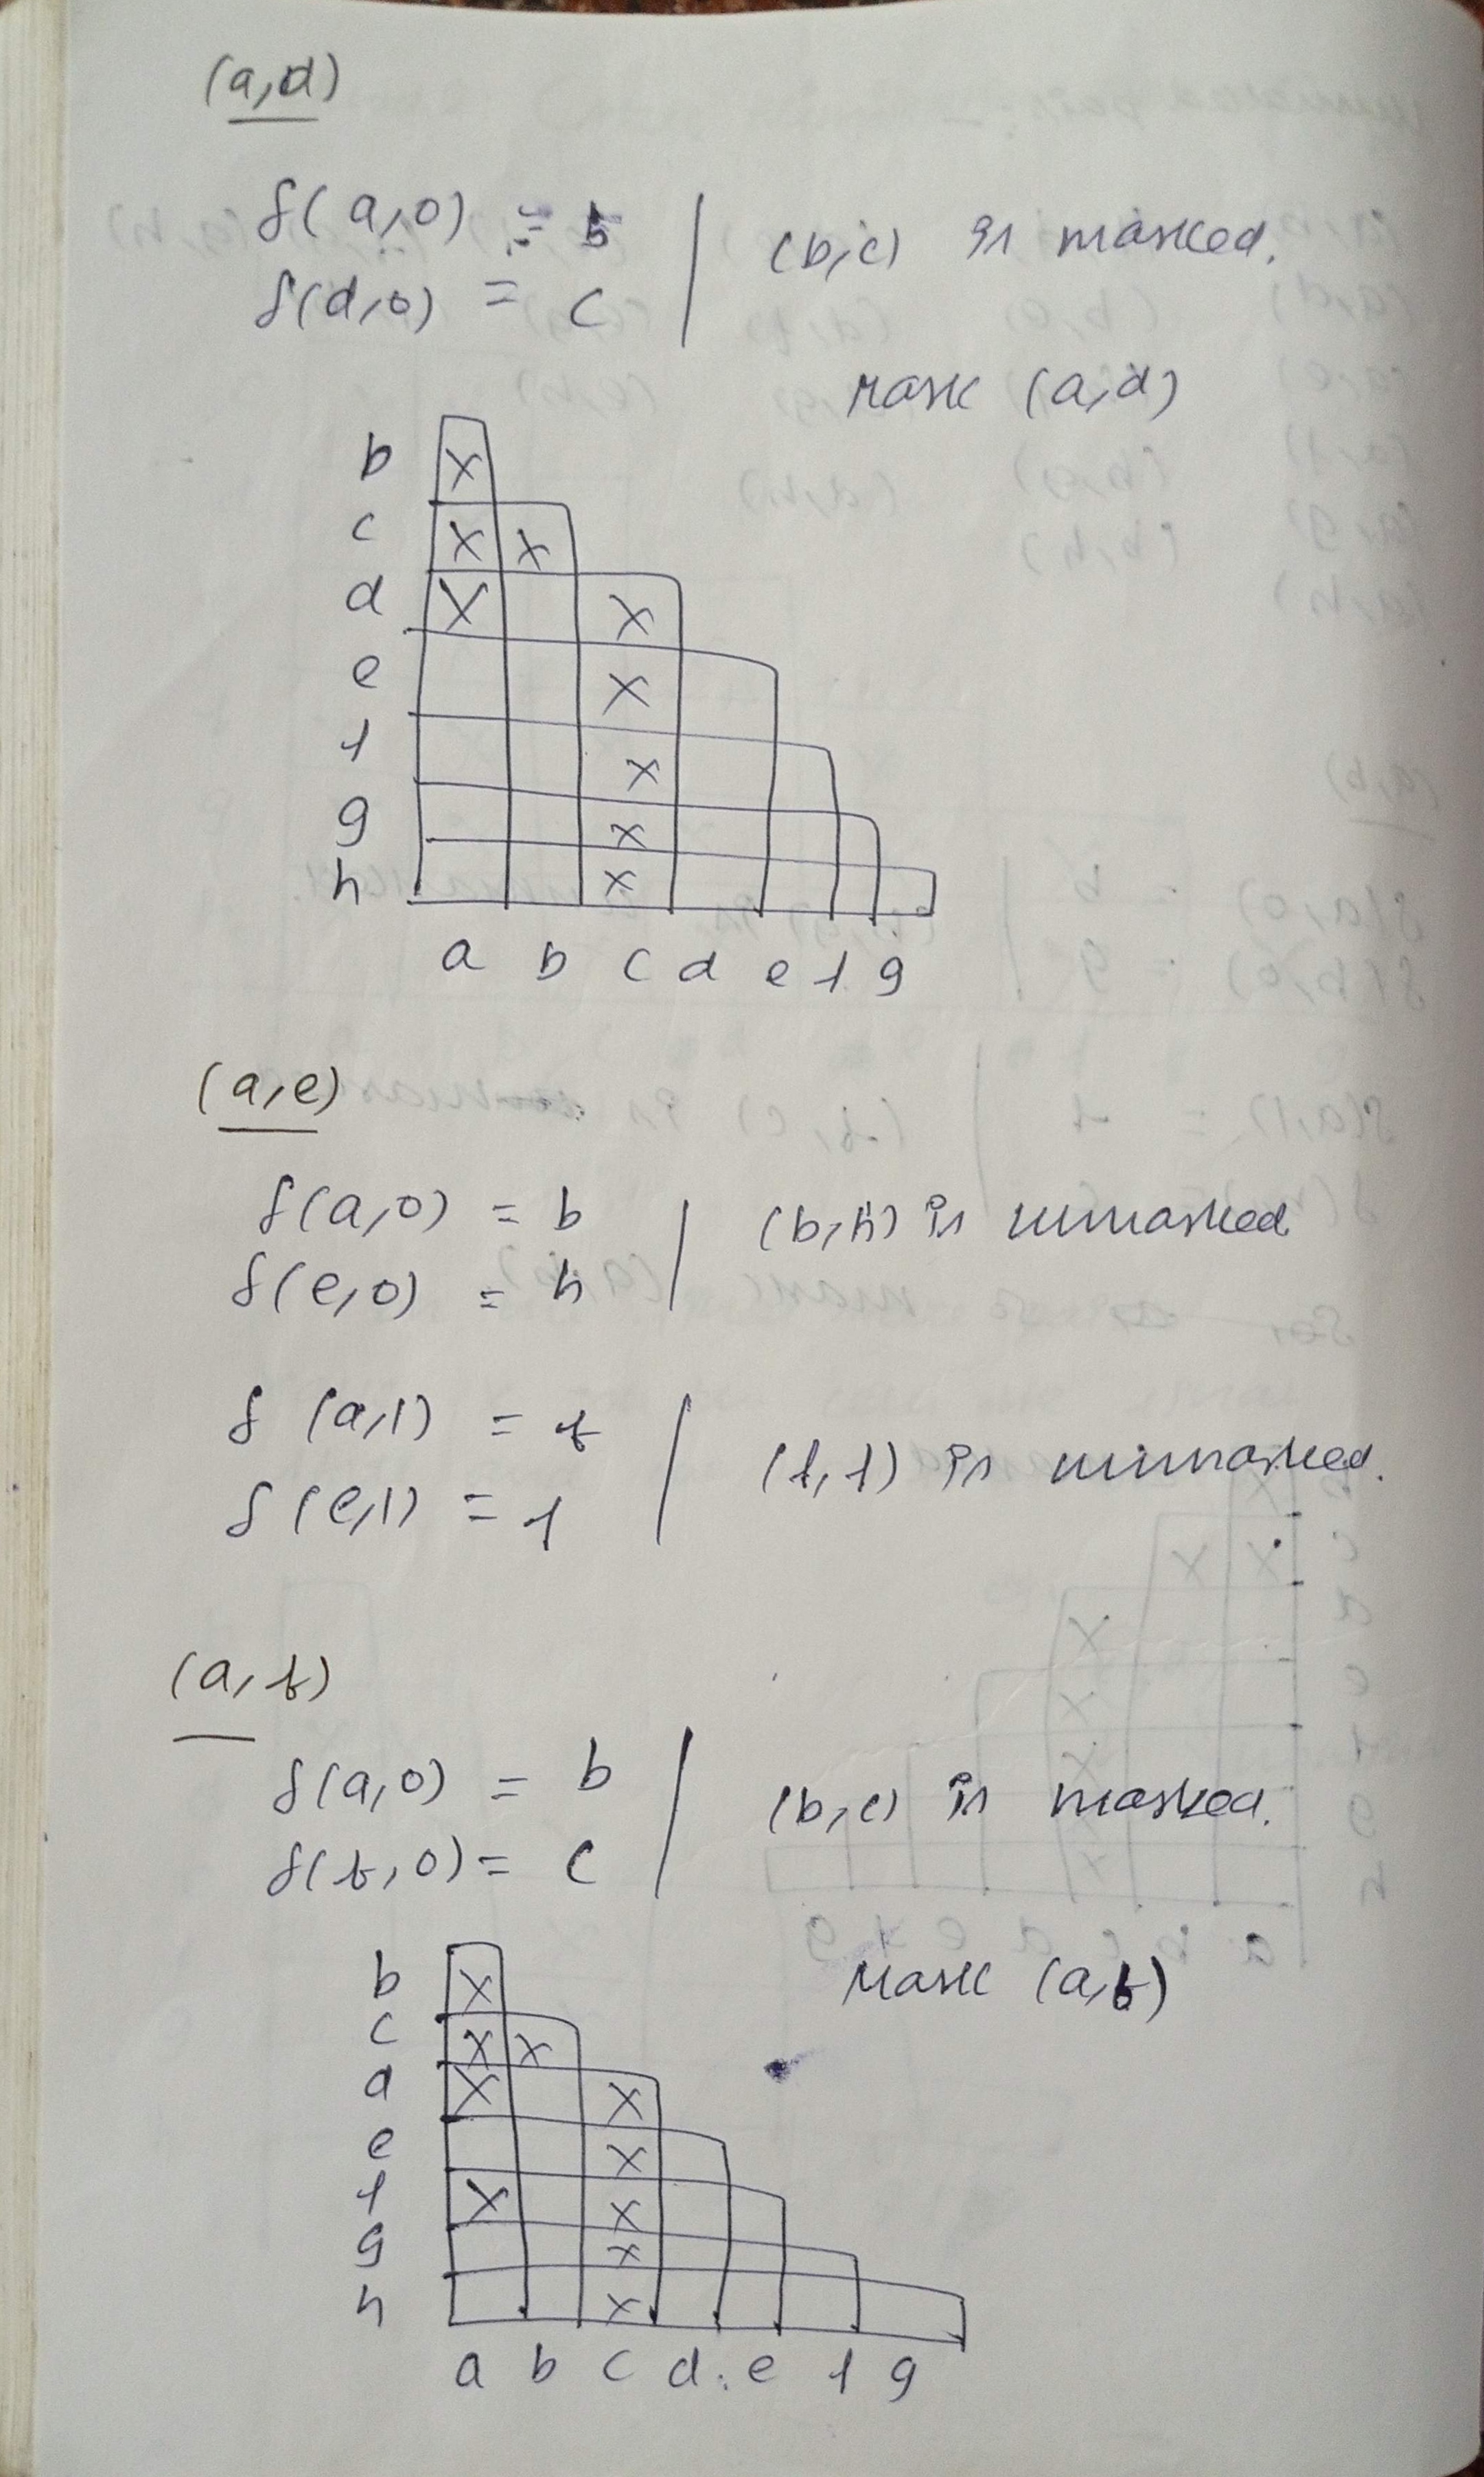 (a,d)
δ(a,0) = b | (b,c) is marked.
δ(d,0) = c
Mark (a,d)
b X
c X X
d X X
e X
f X
g X
h X
a b c d e f g
(a,e)
δ(a,0) = b | (b,h) is unmarked
δ(e,0) = h
δ(a,1) = f | (f,f) is unmarked.
δ(e,1) = f
(a,f)
δ(a,0) = b | (b,c) is marked.
δ(f,0) = c
Mark (a,f)
b X
c X X
d X X
e X
f X X
g X
h X
a b c d e f g